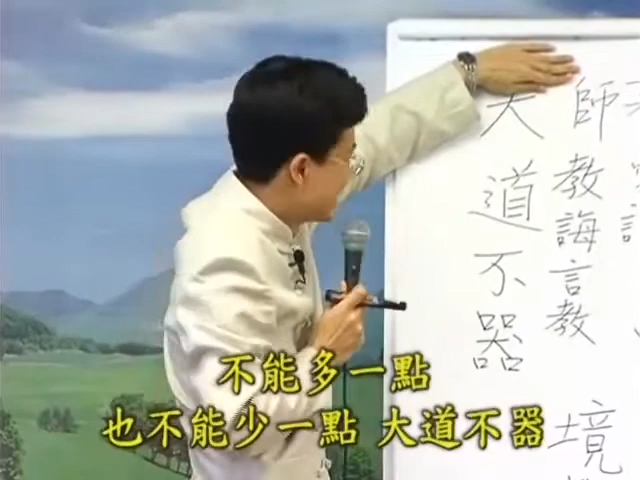 大道不器
師教誨言教
境
不能多一點
也不能少一點 大道不器